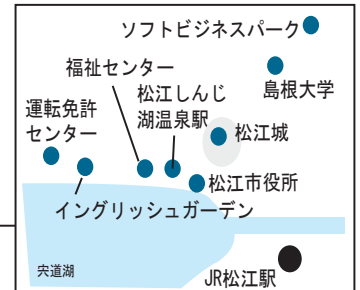 ソフトビジネスパーク
福祉センター
島根大学
松江しんじ
湖温泉駅
運転免許
センター
松江城
松江市役所
イングリッシュガーデン
宍道湖
JR松江駅